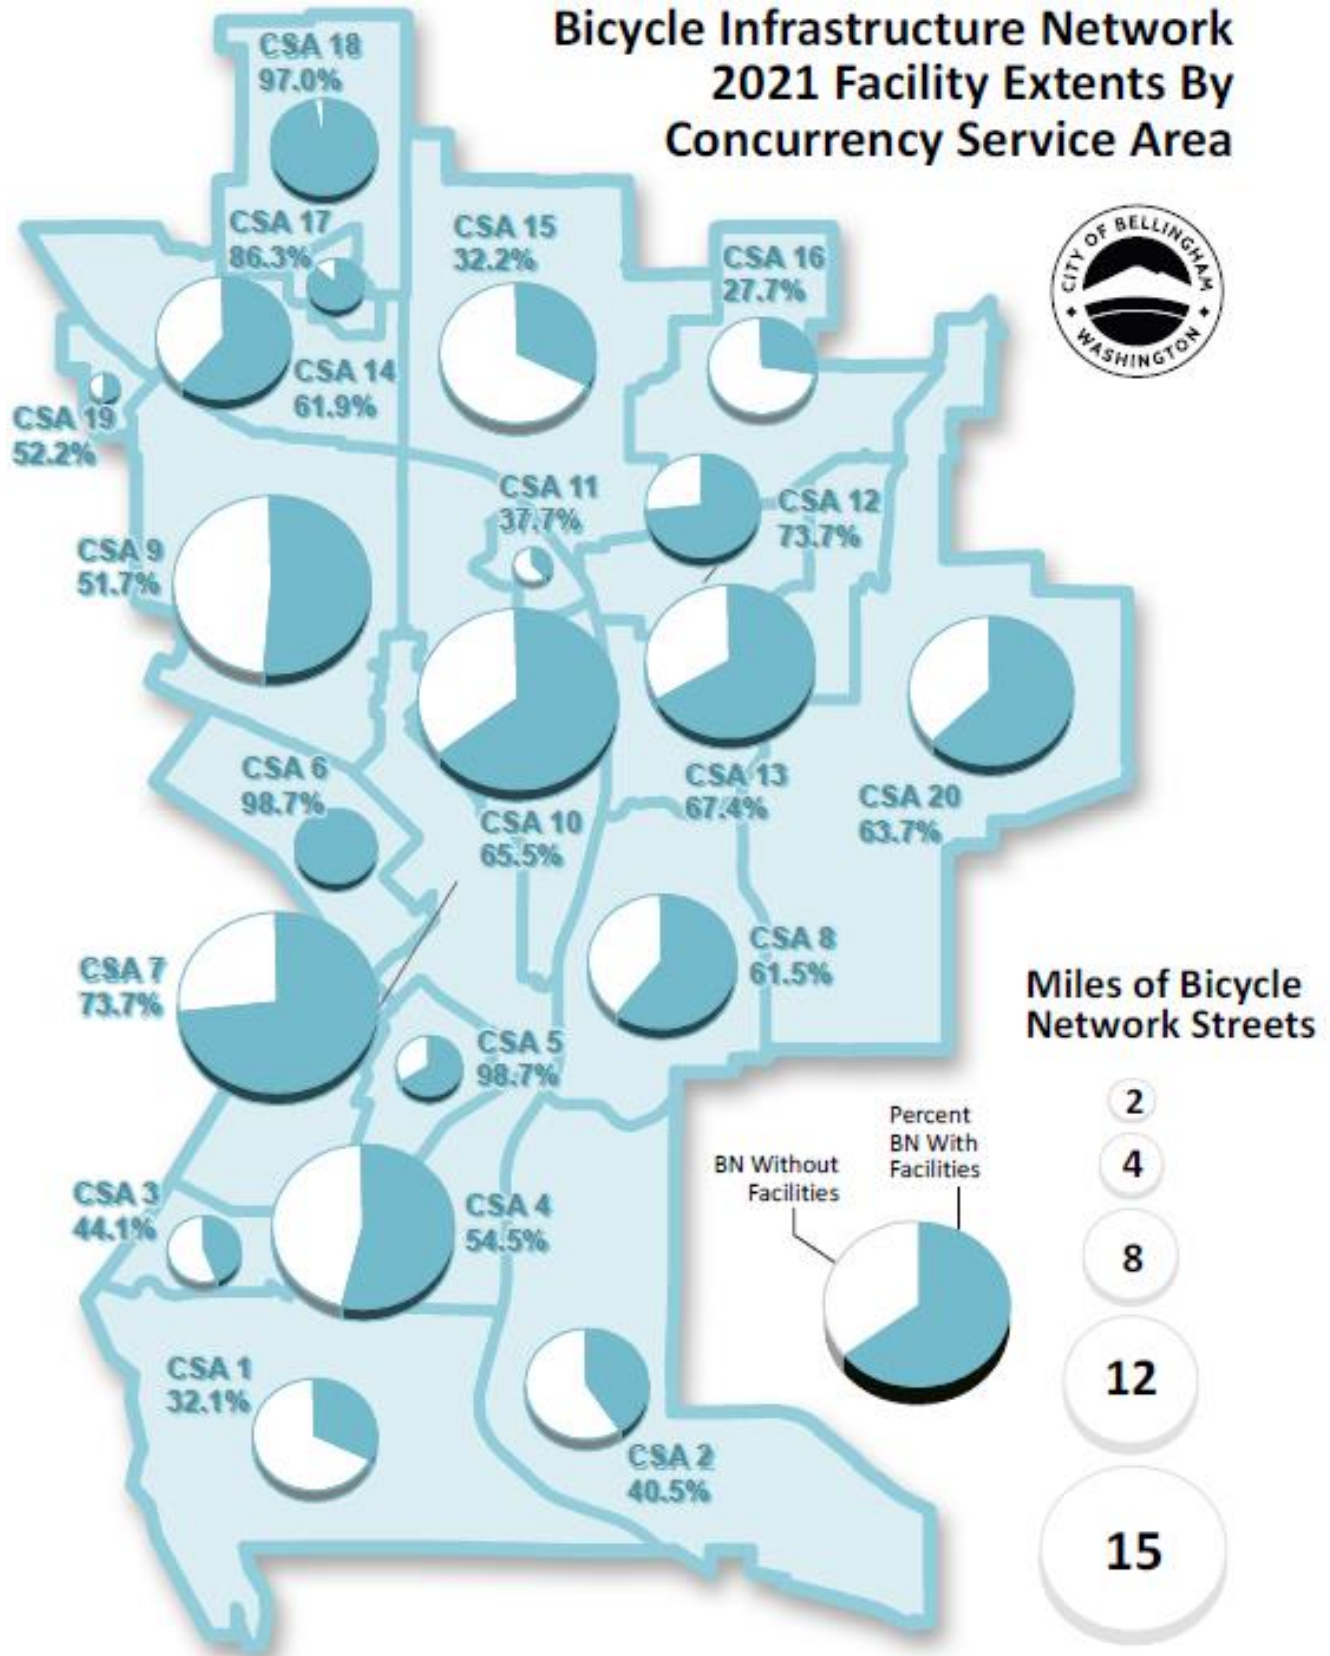 Bicycle Infrastructure Network
2021 Facility Extents By
Concurrency Service Area
CITY OF BELLINGHAM
WASHINGTON
CSA 18
97.0%
CSA 17
86.3%
CSA 15
32.2%
CSA 16
27.7%
CSA 14
61.9%
CSA 19
52.2%
CSA 11
37.7%
CSA 12
73.7%
CSA 9
51.7%
CSA 6
98.7%
CSA 10
65.5%
CSA 13
67.4%
CSA 20
63.7%
CSA 7
73.7%
CSA 8
61.5%
CSA 5
98.7%
CSA 3
44.1%
CSA 4
54.5%
CSA 1
32.1%
CSA 2
40.5%
Miles of Bicycle
Network Streets
2
4
8
12
15
BN Without
Facilities
Percent
BN With
Facilities